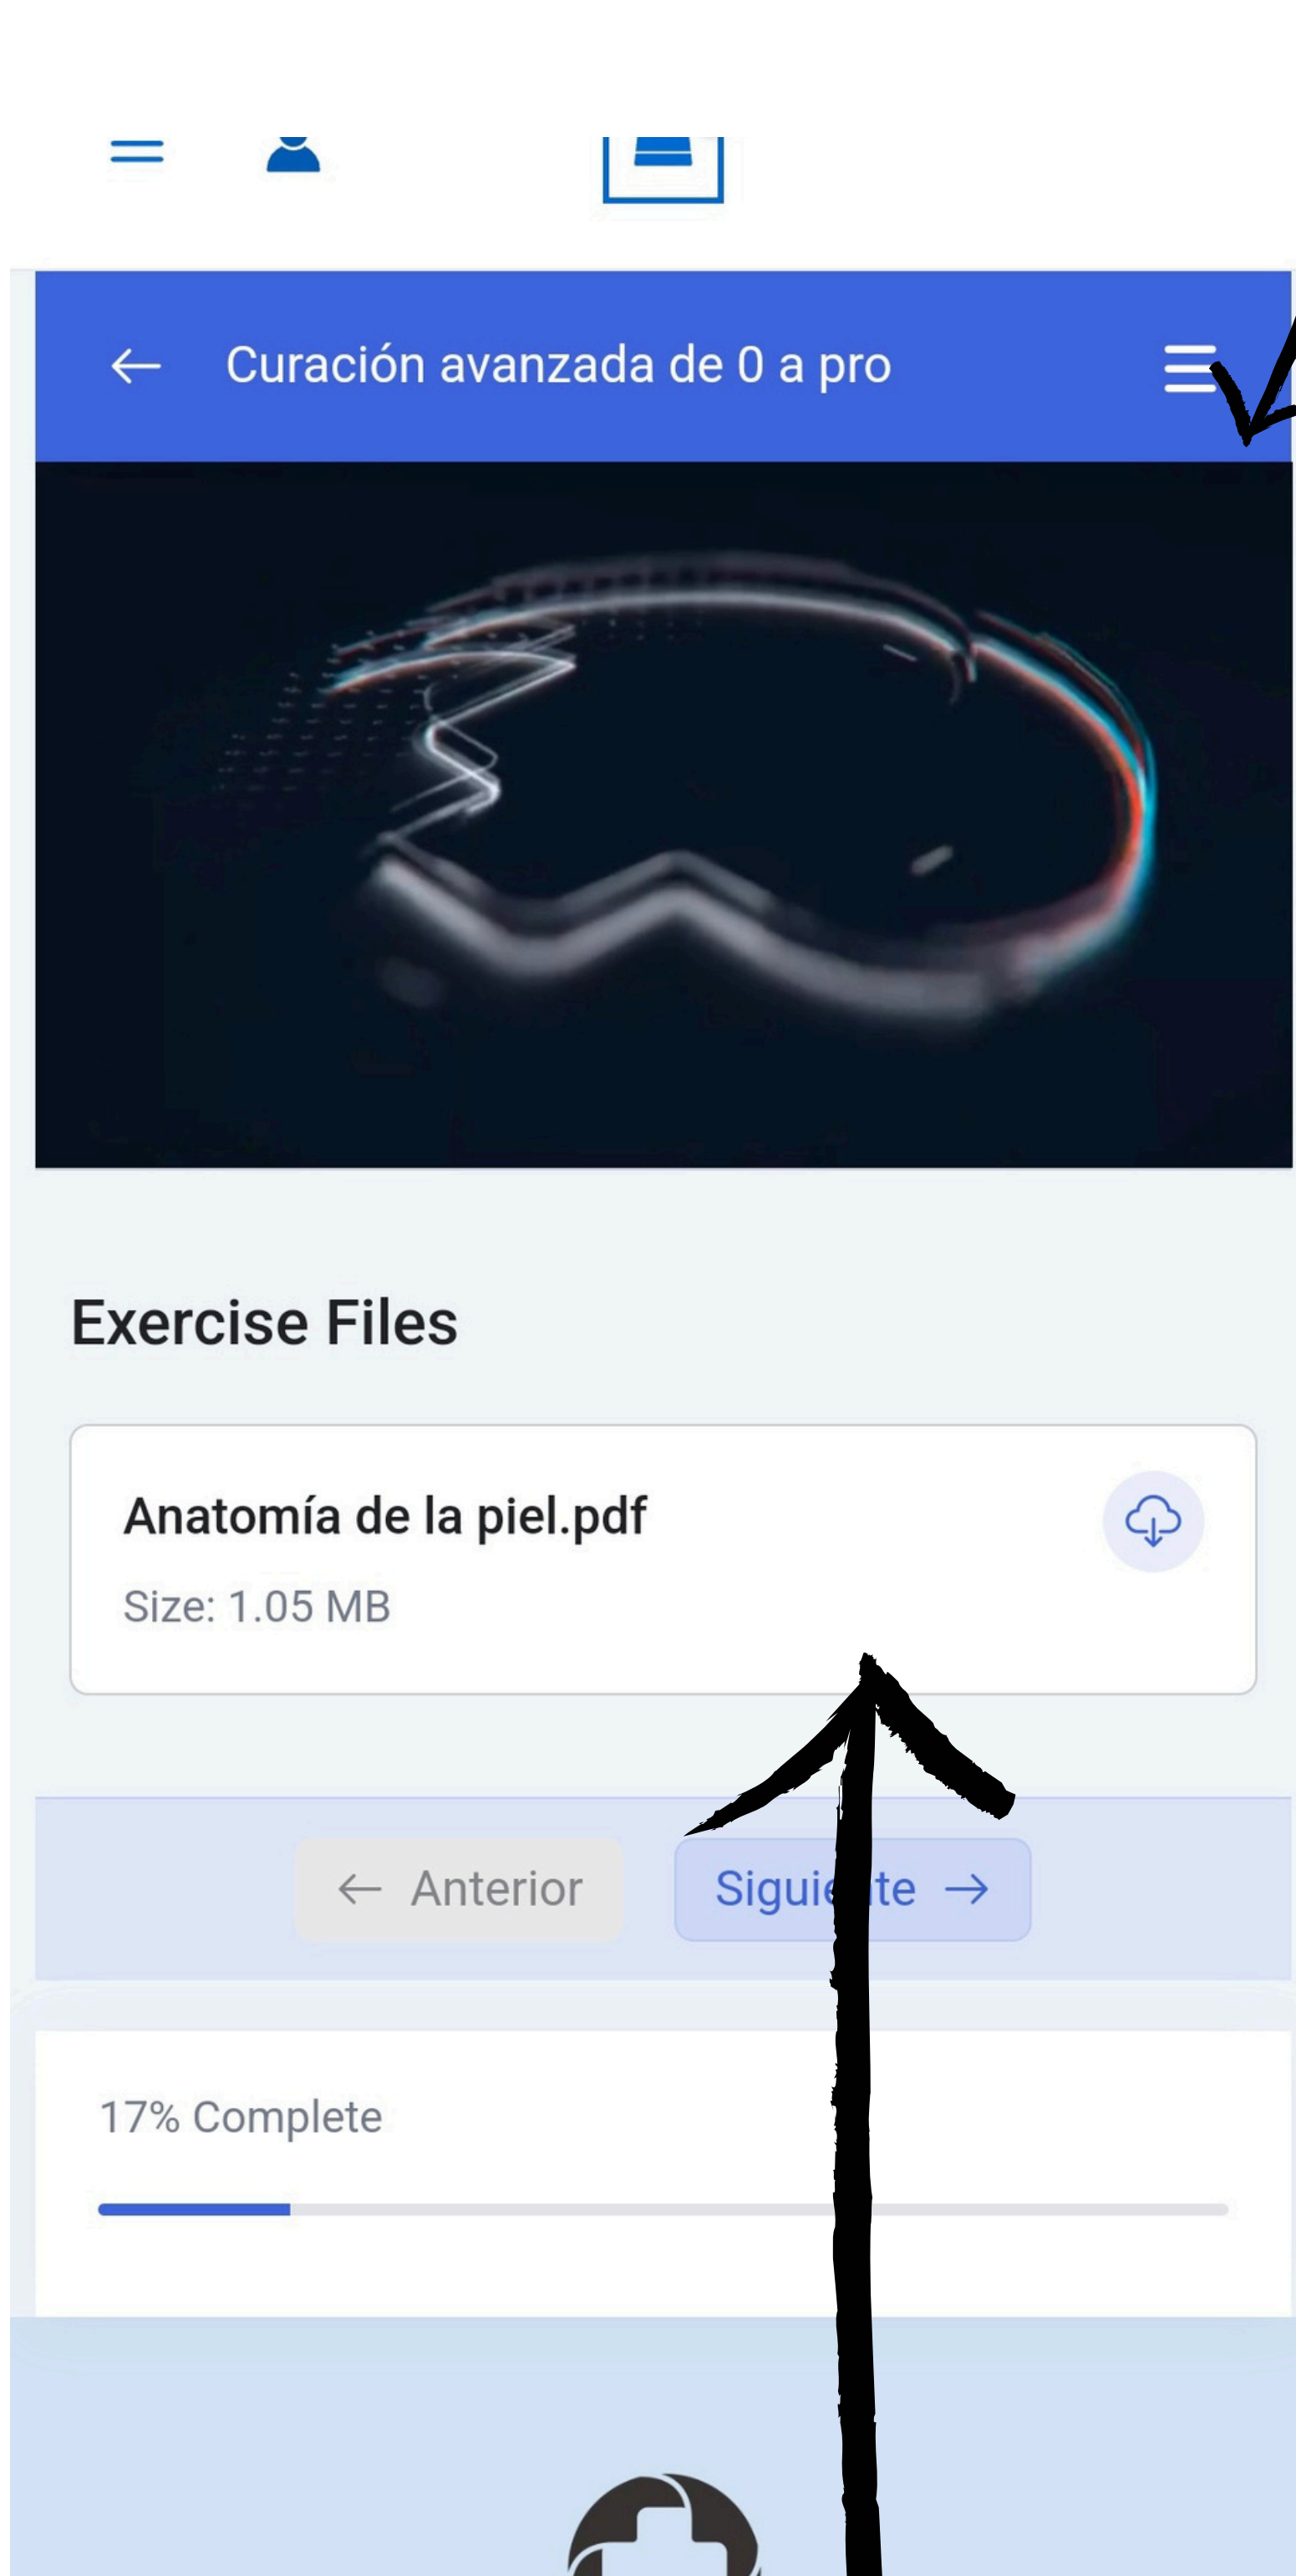 Curación avanzada de 0 a pro
Exercise Files
Anatomía de la piel.pdf
Size: 1.05 MB
Anterior
Siguiente
17% Complete